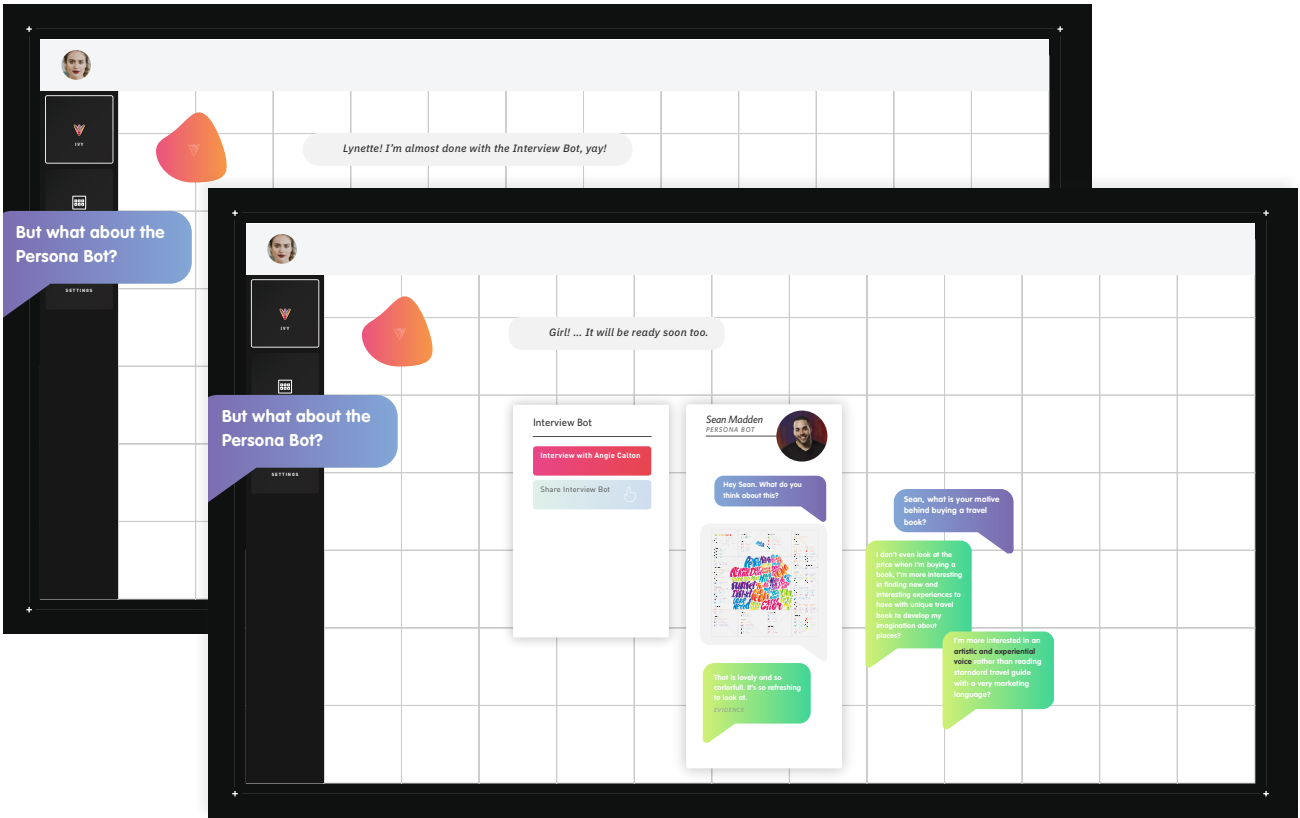 IVY
Lynette! I'm almost done with the Interview Bot, yay!
But what about the
Persona Bot?
SETTINGS
IVY
Girl! ... It will be ready soon too.
But what about the
Persona Bot?
SETTINGS
Interview Bot
Interview with Angie Calton
Share Interview Bot
Sean Madden
PERSONA BOT
Hey Sean. What do you
think about this?
That is lovely and so
corlorfull. It's so refreshing
to look at.
EVIDENCE
Sean, what is your motive
behind buying a travel
book?
I don't even look at the
price when I'm buying a
book, I'm more interesting
in finding new and
interesting experiences to
have with unique travel
book to develop my
imagination about
places?
I'm more interested in an
artistic and experiential
voice rather than reading
starndard travel guide
with a very marketing
language?